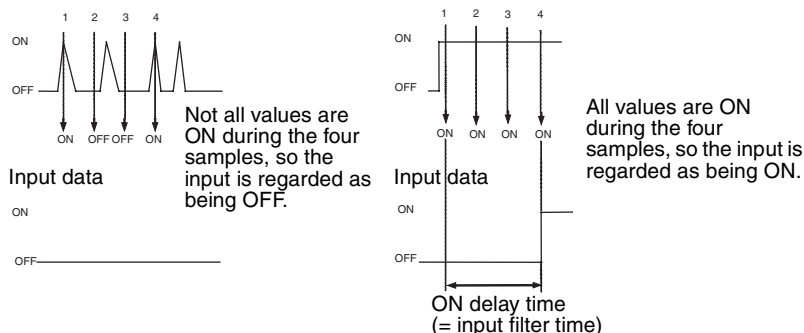 1 2 3 4
ON
OFF
ON OFF OFF ON
Not all values are
ON during the four
samples, so the
input is regarded as
being OFF.
Input data
ON
OFF
1 2 3 4
ON
OFF
ON ON ON ON
All values are ON
during the four
samples, so the input is
regarded as being ON.
Input data
ON
OFF
ON delay time
(= input filter time)